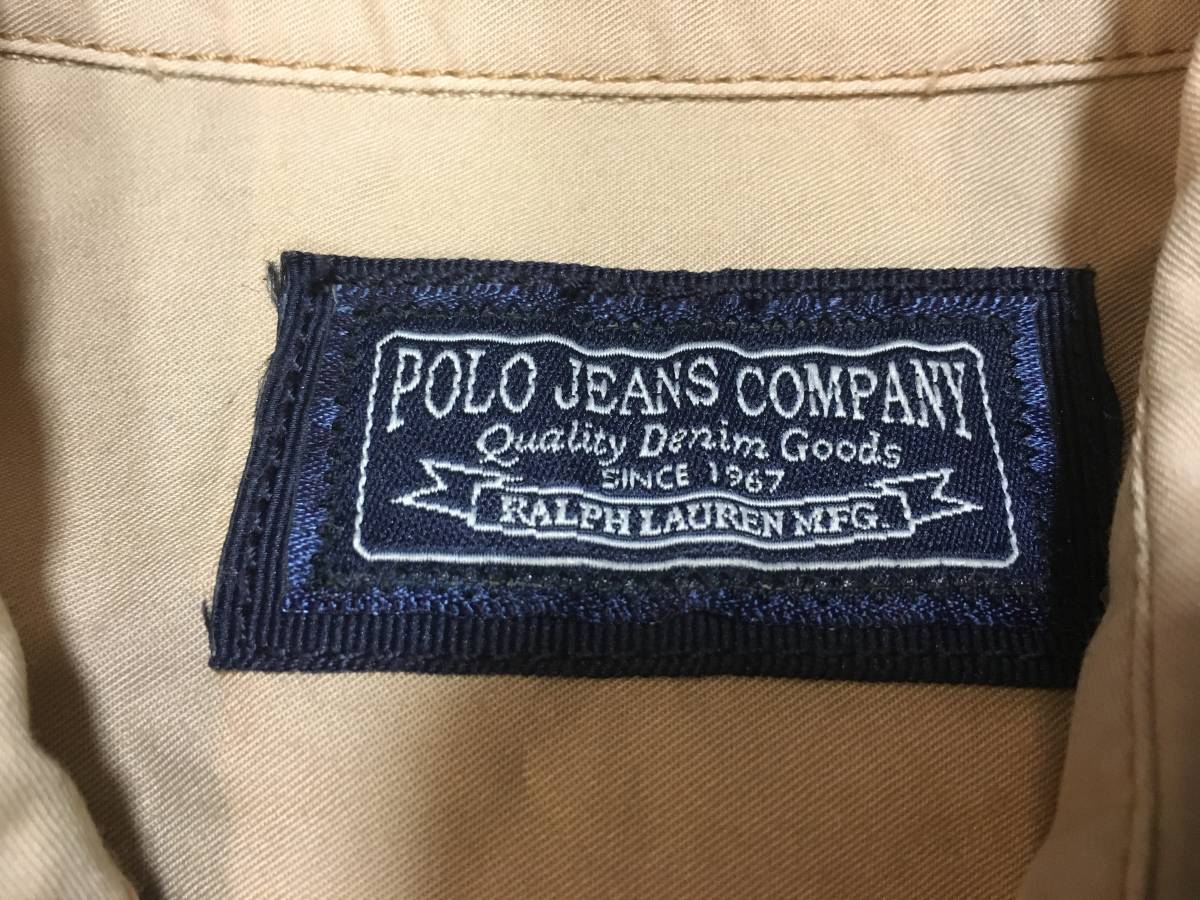 POLO JEANS COMPANY
Quality Denim Goods
SINCE 1967
RALPH LAUREN MFG.